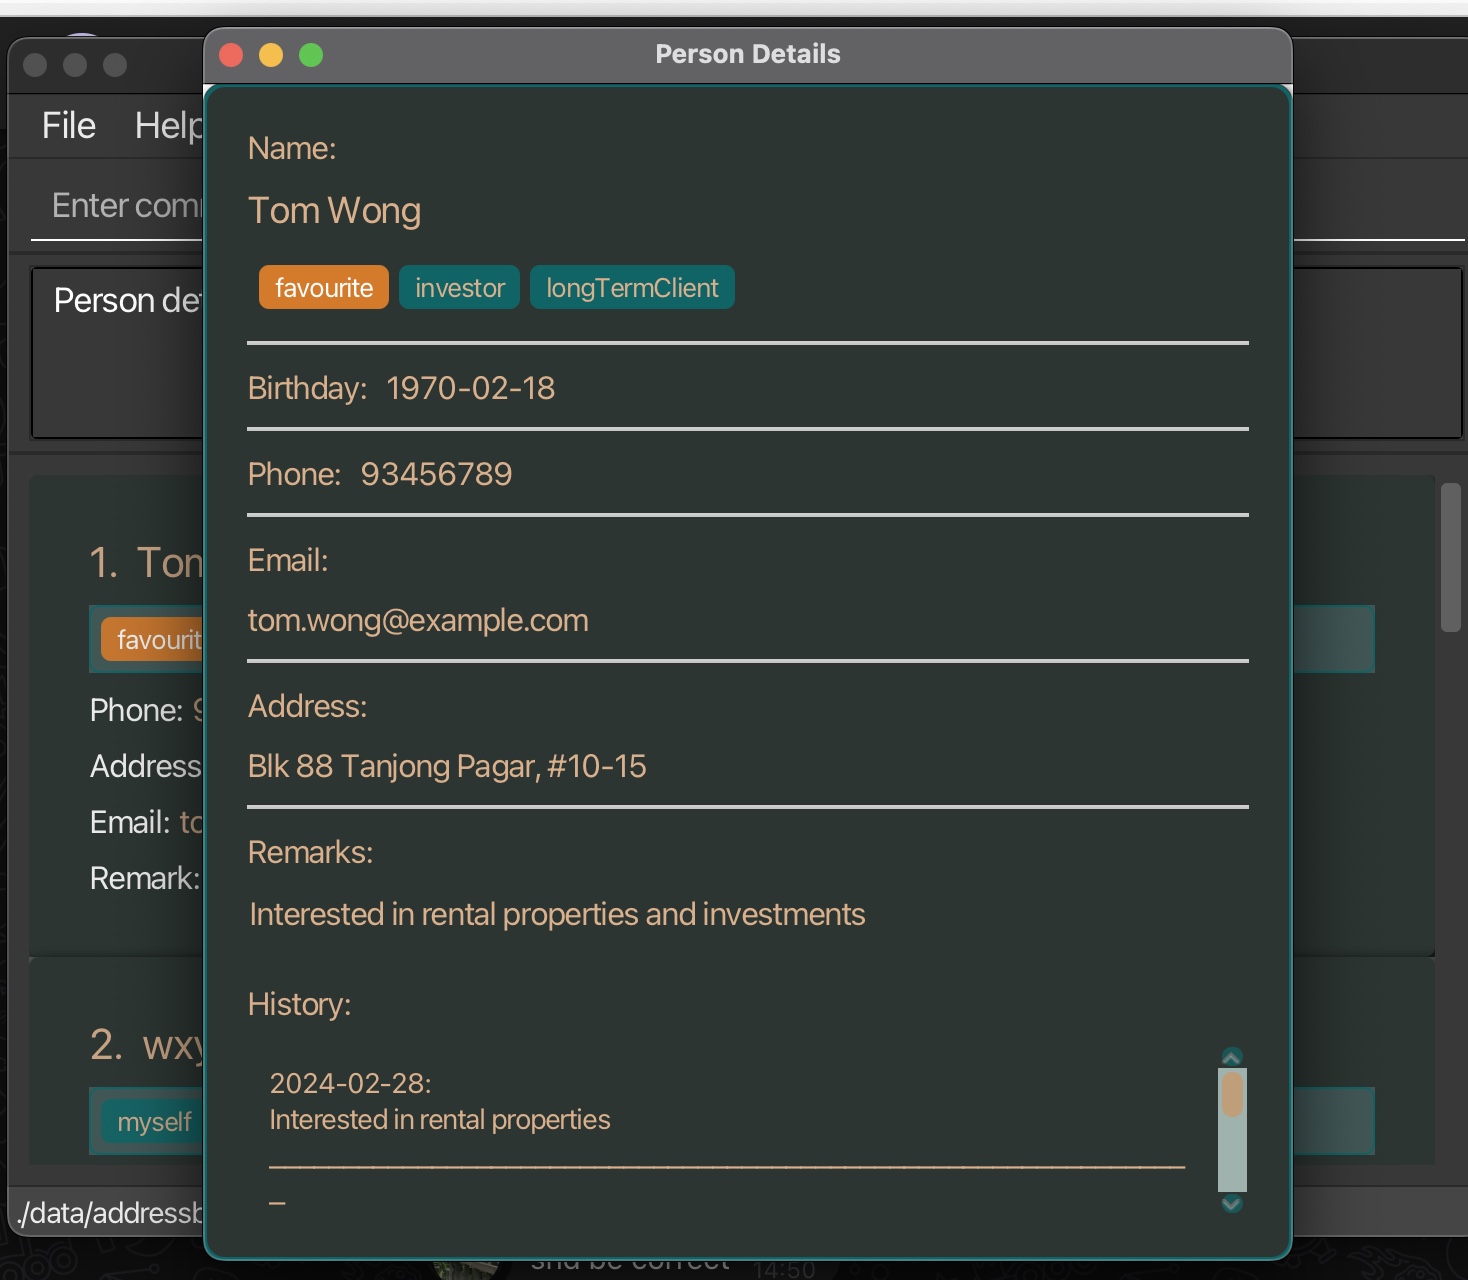 Person Details
File Help
Enter com
Person det
Name:
Tom Wong
favourite investor longTermClient
Birthday: 1970-02-18
Phone: 93456789
Email:
tom.wong@example.com
Address:
Blk 88 Tanjong Pagar, #10-15
Remarks:
Interested in rental properties and investments
History:
2024-02-28:
Interested in rental properties
1. Tom
favourit
Phone: 9
Address
Email: to
Remark:
2. wxy
myself
./data/addressb
shd be correct 14:50